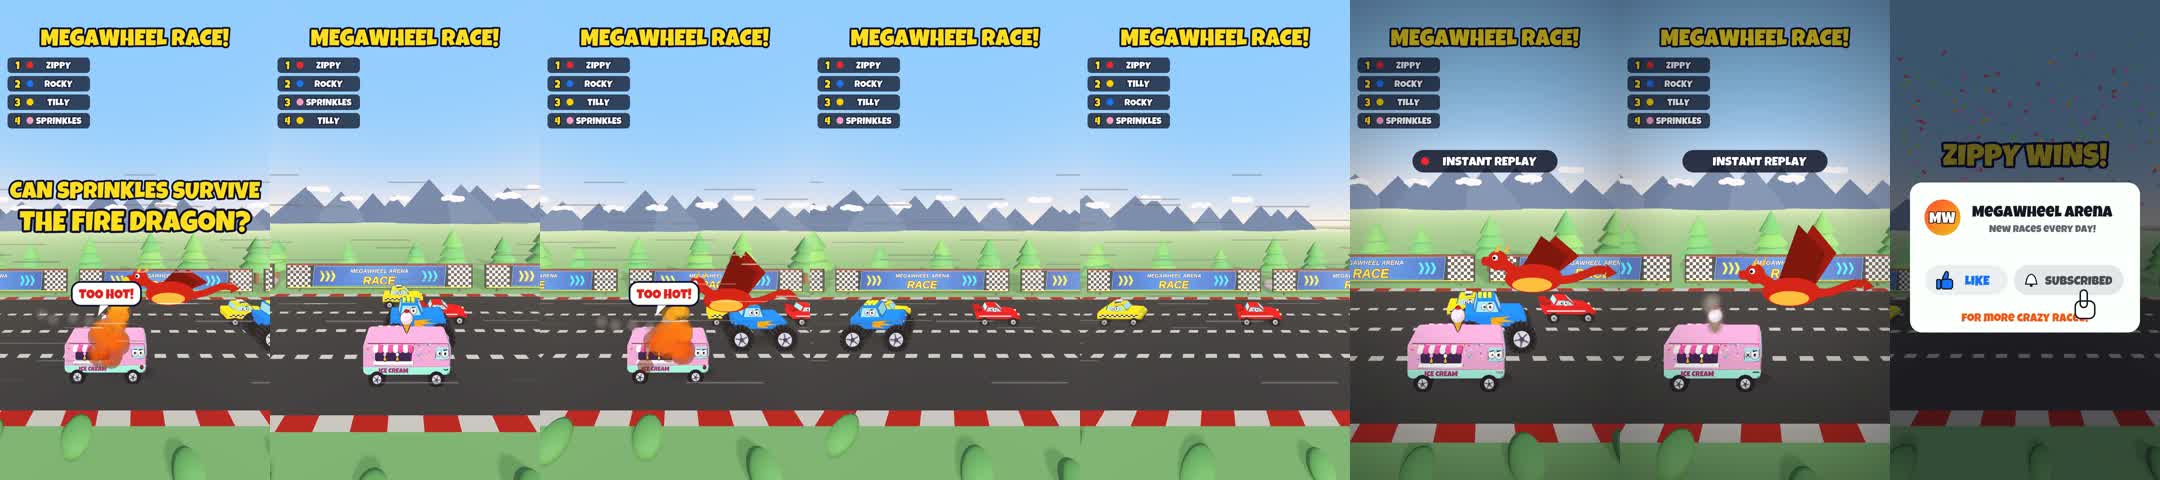 MEGAWHEEL RACE!
1 ZIPPY
2 ROCKY
3 TILLY
4 SPRINKLES
CAN SPRINKLES SURVIVE
THE FIRE DRAGON?
MEGAWHEEL ARENA
TOO HOT!
ICE CREAM
MEGAWHEEL RACE!
1 ZIPPY
2 ROCKY
3 SPRINKLES
4 TILLY
MEGAWHEEL ARENA
RACE
ICE CREAM
MEGAWHEEL RACE!
1 ZIPPY
2 ROCKY
3 TILLY
4 SPRINKLES
RACE
TOO HOT!
ICE CREAM
MEGAWHEEL RACE!
1 ZIPPY
2 ROCKY
3 TILLY
4 SPRINKLES
MEGAWHEEL ARENA
RACE
MEGAWHEEL RACE!
1 ZIPPY
2 TILLY
3 ROCKY
4 SPRINKLES
MEGAWHEEL ARENA
RACE
MEGAWHEEL RACE!
1 ZIPPY
2 ROCKY
3 TILLY
4 SPRINKLES
INSTANT REPLAY
ARENA
RACE
ICE CREAM
MEGAWHEEL RACE!
1 ZIPPY
2 ROCKY
3 TILLY
4 SPRINKLES
INSTANT REPLAY
ICE CREAM
ZIPPY WINS!
MW
MEGAWHEEL ARENA
NEW RACES EVERY DAY!
LIKE
SUBSCRIBED
FOR MORE CRAZY